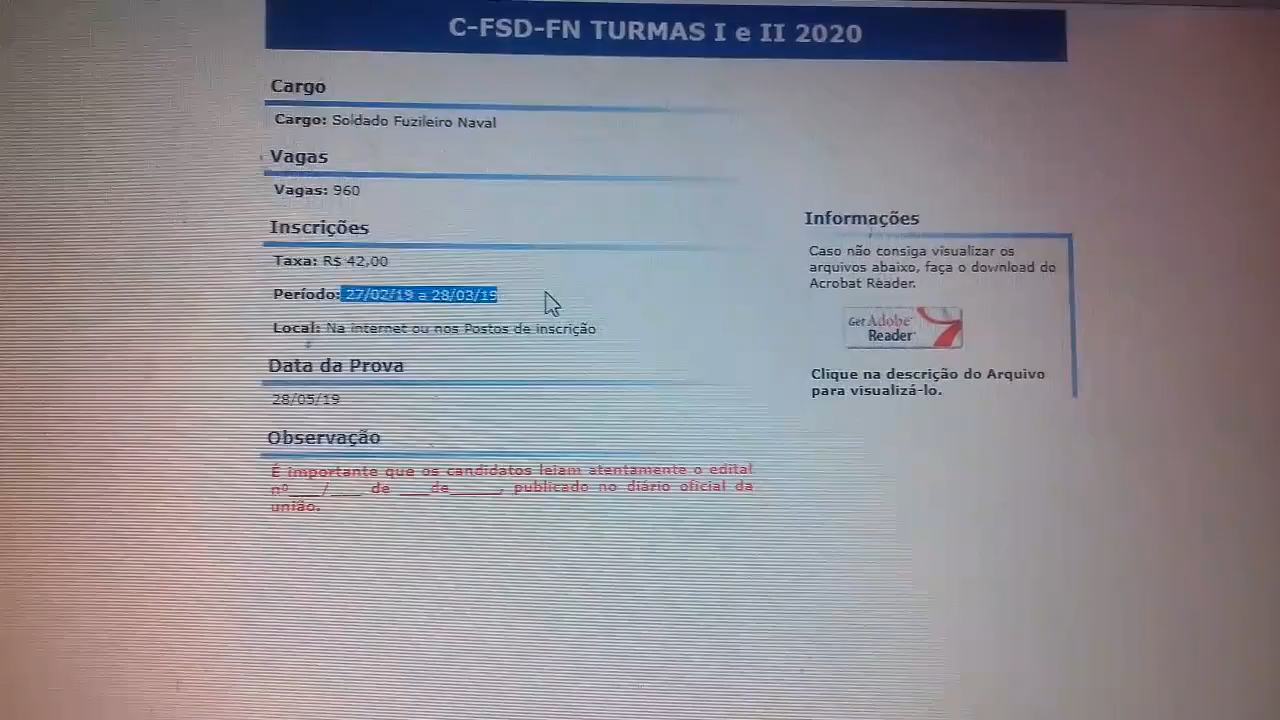 C-FSD-FN TURMAS I e II 2020
Cargo
Cargo: Soldado Fuzileiro Naval
Vagas
Vagas: 960
Inscrições
Taxa: R$ 42,00
Período: 27/02/19 a 28/03/19
Local: Na internet ou nos Postos de inscrição
Data da Prova
28/05/19
Observação
É importante que os candidatos leiam atentamente o edital
nº____/____ de ____de______, publicado no diário oficial da
união.
Informações
Caso não consiga visualizar os
arquivos abaixo, faça o download do
Acrobat Reader.
Get Adobe
Reader
Clique na descrição do Arquivo
para visualizá-lo.